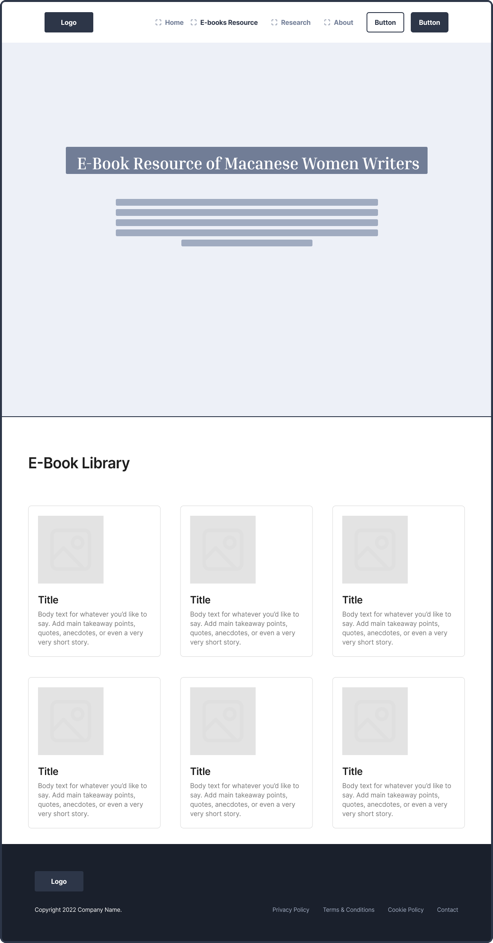 Logo
Home E-books Resource Research About Button Button
E-Book Resource of Macanese Women Writers
E-Book Library
Title
Body text for whatever you'd like to
say. Add main takeaway points,
quotes, anecdotes, or even a very
very short story.
Title
Body text for whatever you'd like to
say. Add main takeaway points,
quotes, anecdotes, or even a very
very short story.
Title
Body text for whatever you'd like to
say. Add main takeaway points,
quotes, anecdotes, or even a very
very short story.
Title
Body text for whatever you'd like to
say. Add main takeaway points,
quotes, anecdotes, or even a very
very short story.
Title
Body text for whatever you'd like to
say. Add main takeaway points,
quotes, anecdotes, or even a very
very short story.
Title
Body text for whatever you'd like to
say. Add main takeaway points,
quotes, anecdotes, or even a very
very short story.
Logo
Copyright 2022 Company Name.
Privacy Policy Terms & Conditions Cookie Policy Contact